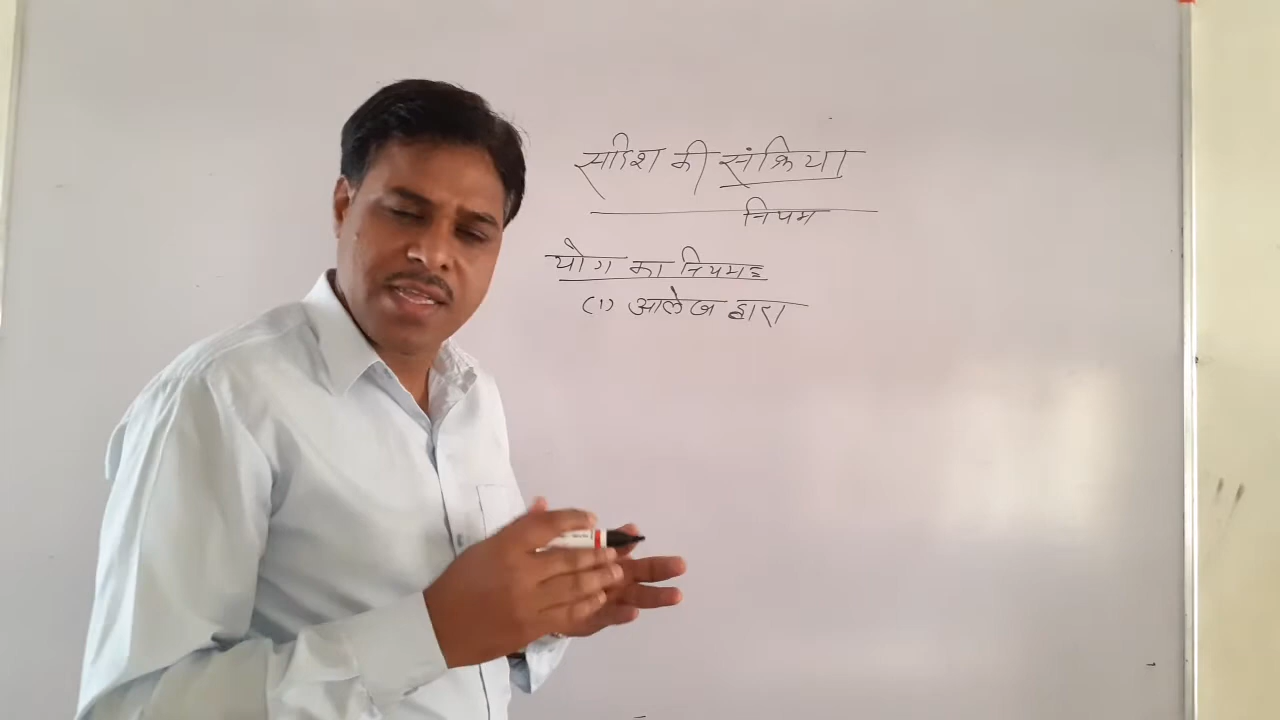 सदिश की संक्रिया
नियम
योग का नियमः
(1) आलेख द्वारा